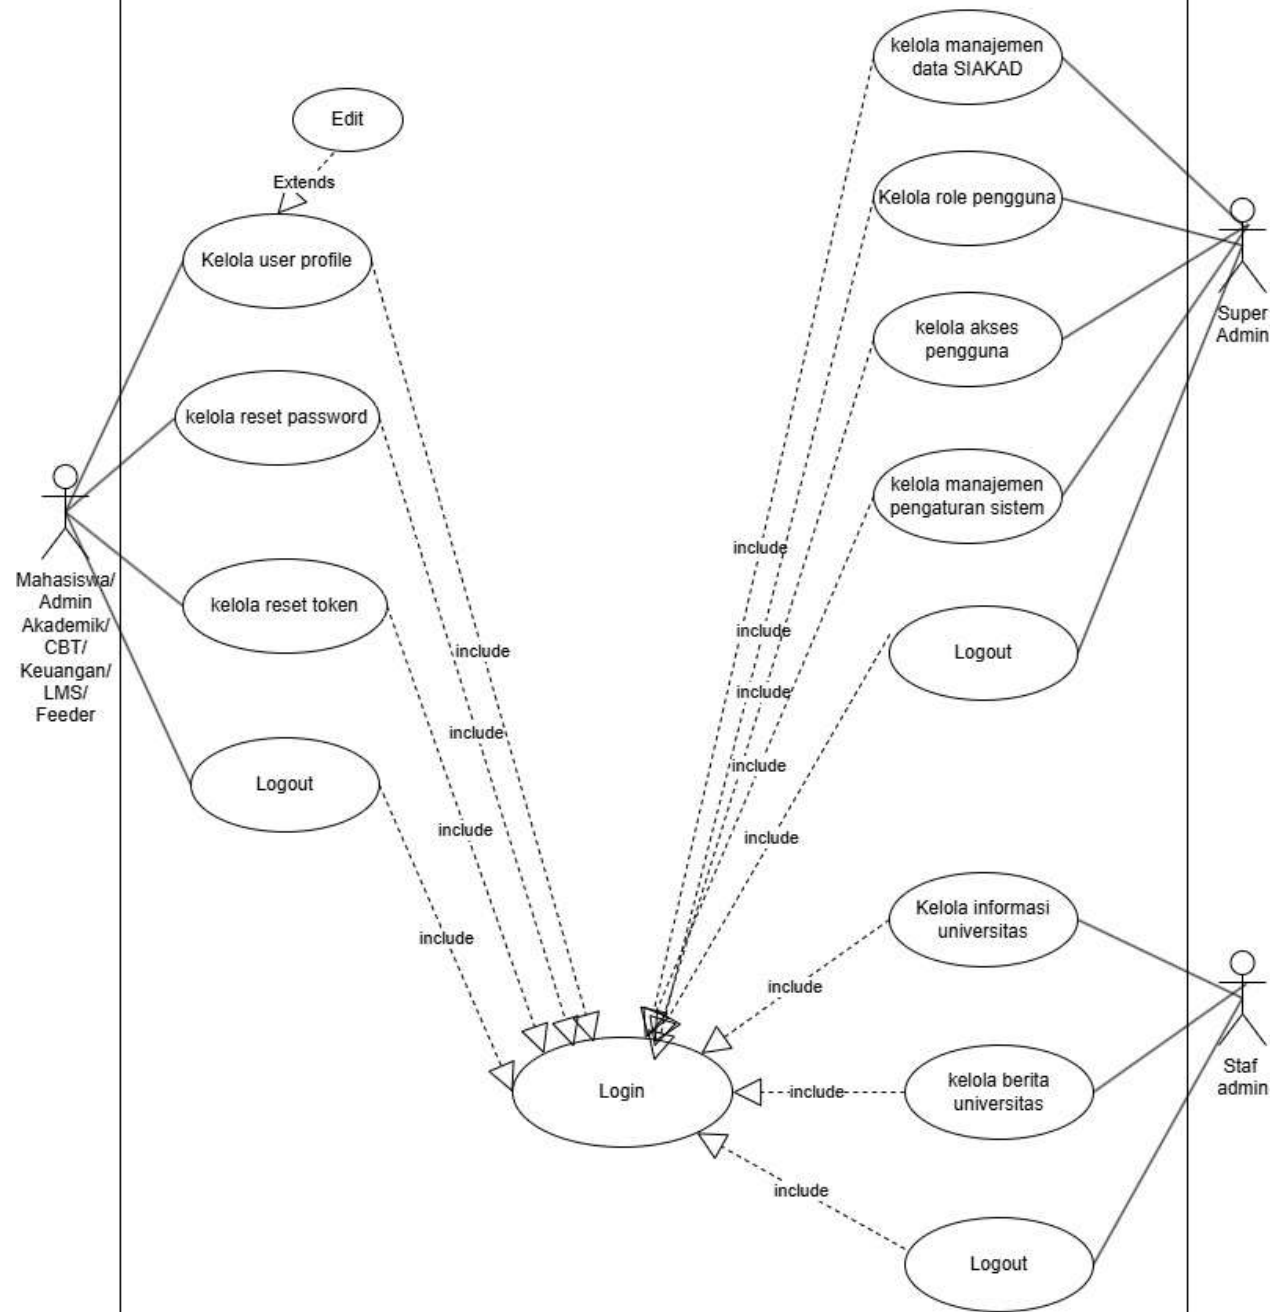 kelola manajemen
data SIAKAD
Edit
Extends
Kelola role pengguna
Kelola user profile
Super
Admin
kelola akses
pengguna
kelola reset password
kelola manajemen
pengaturan sistem
include
Mahasiswa/
Admin
Akademik/
CBT/
Keuangan/
LMS/
Feeder
kelola reset token
include
include
Logout
include
include
include
Logout
include
include
include
Kelola informasi
universitas
include
include
Staf
admin
Login
include
kelola berita
universitas
include
Logout